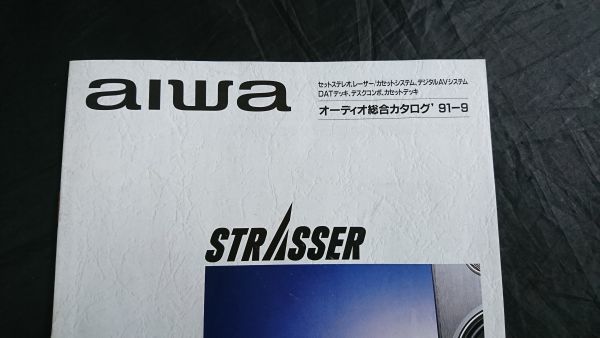 aiwa
セットステレオ、レーザー/カセットシステム、デジタルAVシステム
DATデッキ、デスクコンポ、カセットデッキ
オーディオ総合カタログ’91-9
STRASSER